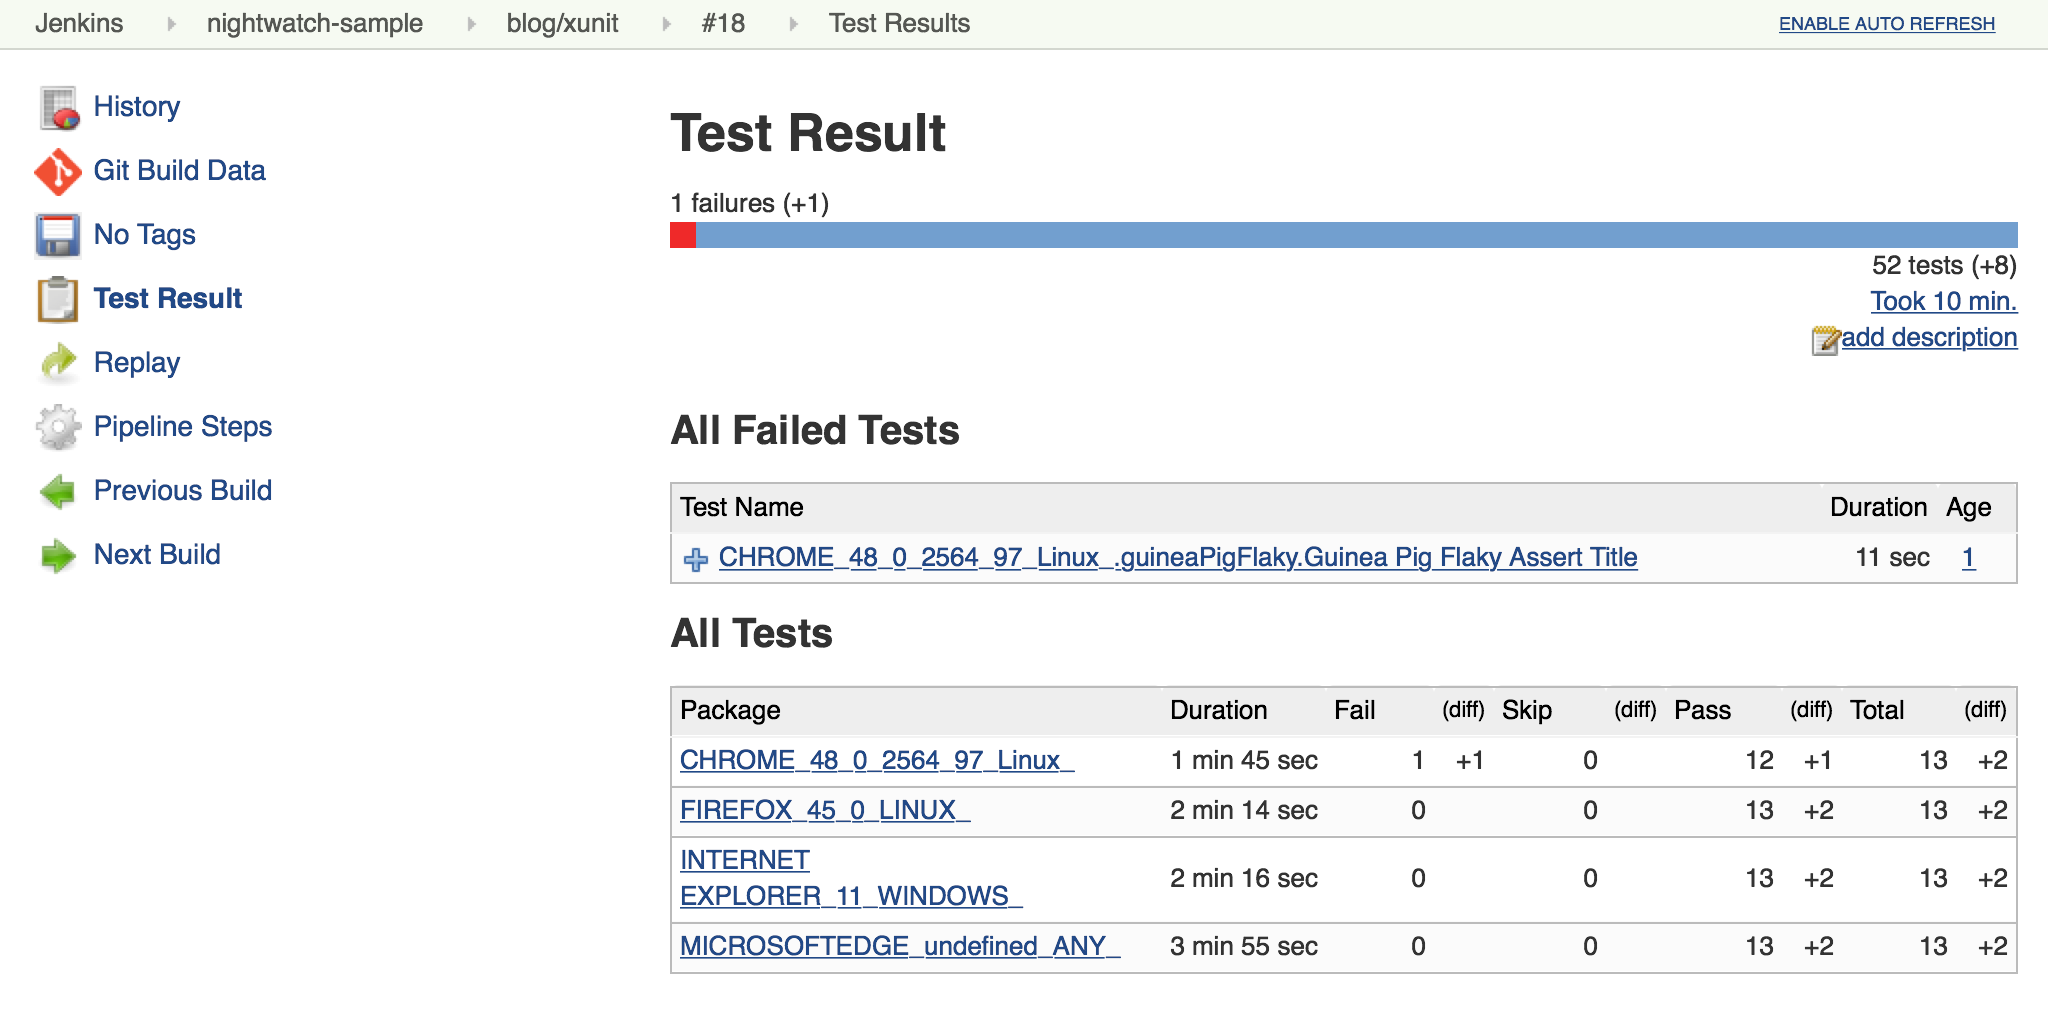 Jenkins nightwatch-sample blog/xunit #18 Test Results ENABLE AUTO REFRESH
History
Git Build Data
No Tags
Test Result
Replay
Pipeline Steps
Previous Build
Next Build
Test Result
1 failures (+1)
52 tests (+8)
Took 10 min.
add description
All Failed Tests
Test Name Duration Age
CHROME_48_0_2564_97_Linux_.guineaPigFlaky.Guinea Pig Flaky Assert Title 11 sec 1
All Tests
Package Duration Fail (diff) Skip (diff) Pass (diff) Total (diff)
CHROME_48_0_2564_97_Linux_ 1 min 45 sec 1 +1 0 12 +1 13 +2
FIREFOX_45_0_LINUX_ 2 min 14 sec 0 0 13 +2 13 +2
INTERNET
EXPLORER_11_WINDOWS_ 2 min 16 sec 0 0 13 +2 13 +2
MICROSOFTEDGE_undefined_ANY_ 3 min 55 sec 0 0 13 +2 13 +2